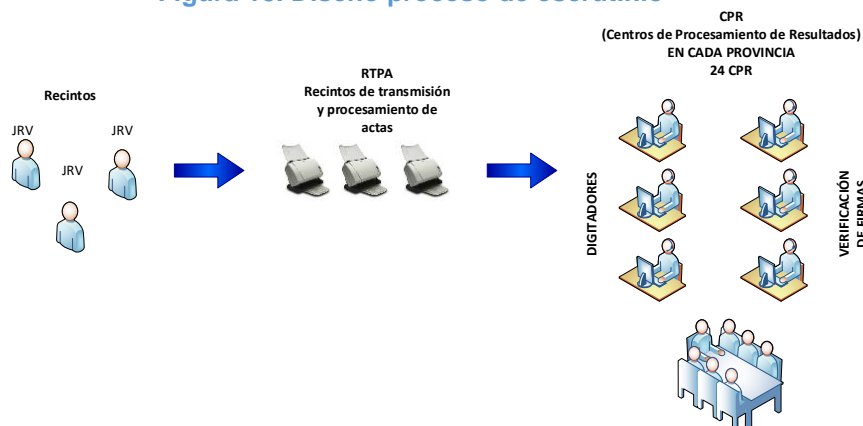 CPR
(Centros de Procesamiento de Resultados)
EN CADA PROVINCIA
24 CPR
RTPA
Recintos de transmisión
y procesamiento de
actas
Recintos
JRV
JRV
JRV
DIGITADORES
VERIFICACIÓN